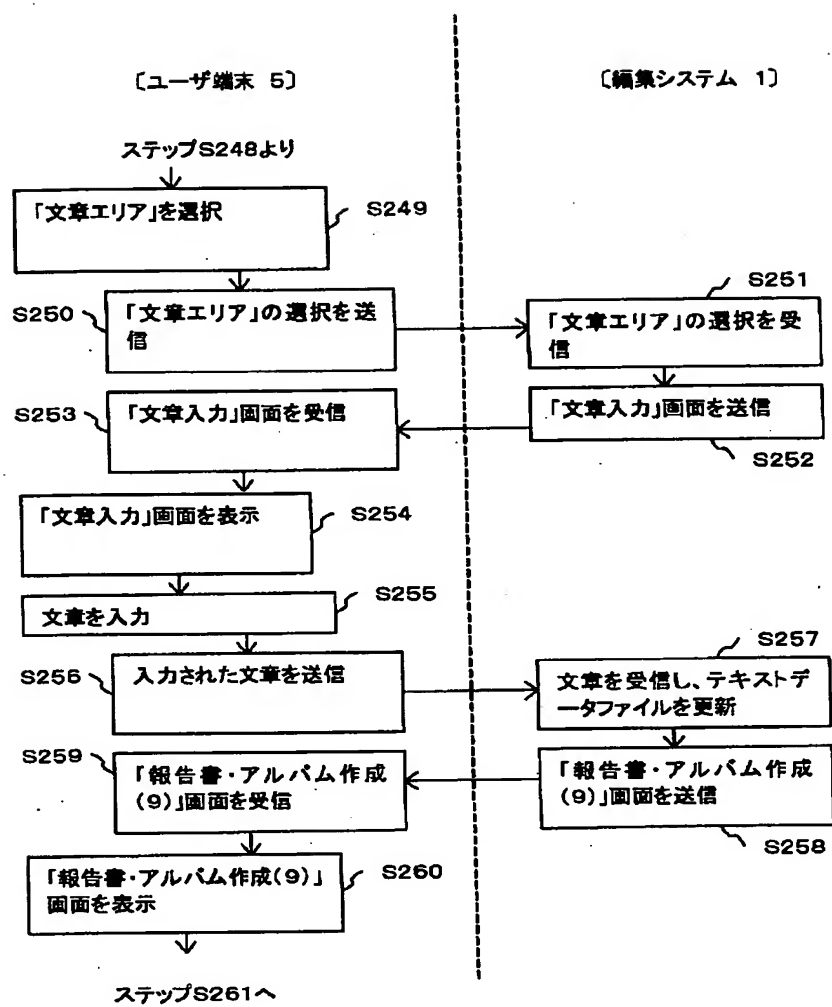 〔ユーザ端末 5〕
〔編集システム 1〕
ステップS248より
「文章エリア」を選択
S249
S250
「文章エリア」の選択を送
信
S251
「文章エリア」の選択を受
信
S253
「文章入力」画面を受信
「文章入力」画面を送信
S252
「文章入力」画面を表示
S254
文章を入力
S255
S256
入力された文章を送信
S257
文章を受信し、テキストデ
ータファイルを更新
S259
「報告書・アルバム作成
(9)」画面を受信
「報告書・アルバム作成
(9)」画面を送信
S258
「報告書・アルバム作成(9)」
画面を表示
S260
ステップS261へ